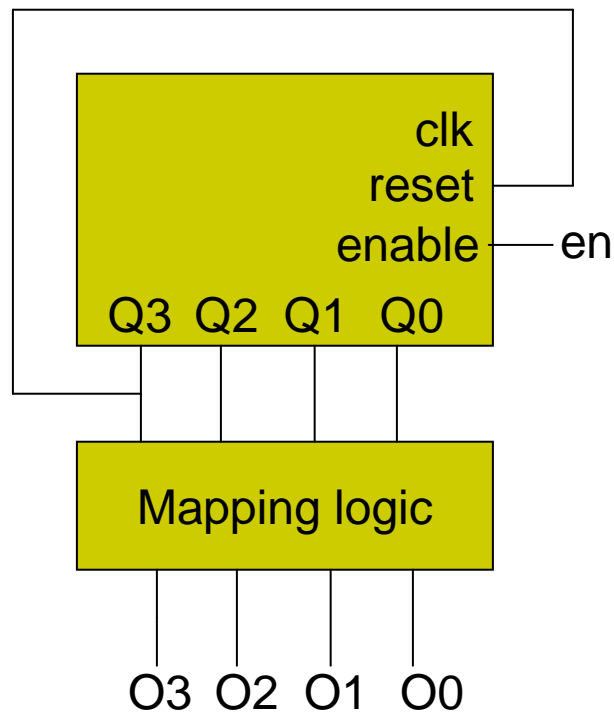 clk
reset
enable en
Q3 Q2 Q1 Q0
Mapping logic
O3 O2 O1 O0